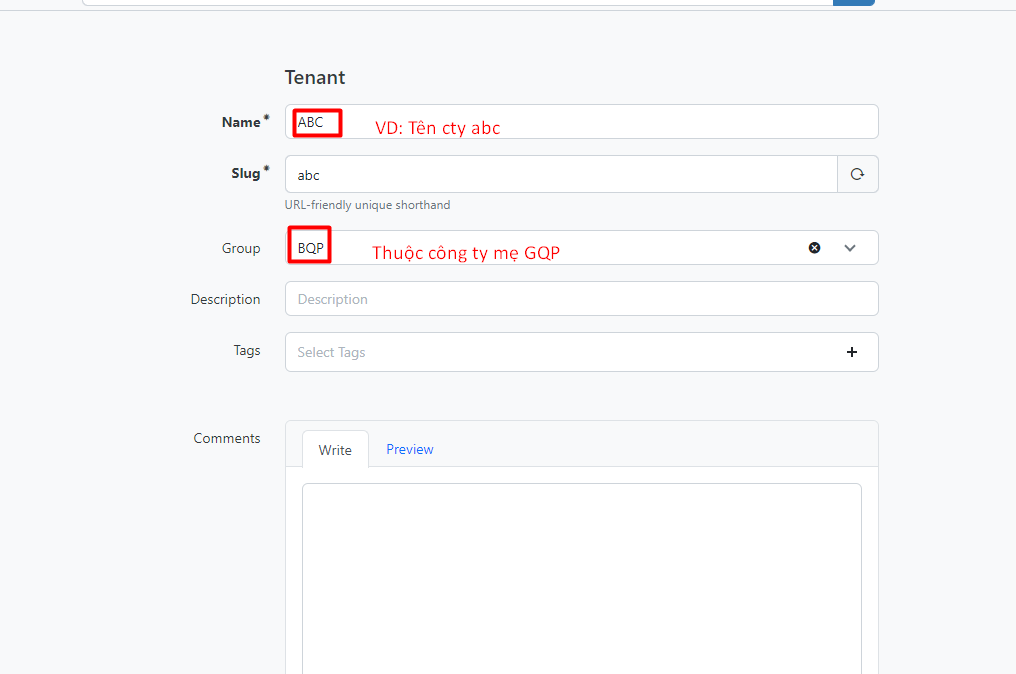 Tenant
Name* ABC VD: Tên cty abc
Slug* abc
URL-friendly unique shorthand
Group BQP Thuộc công ty mẹ GQP
Description Description
Tags Select Tags
Comments Write Preview